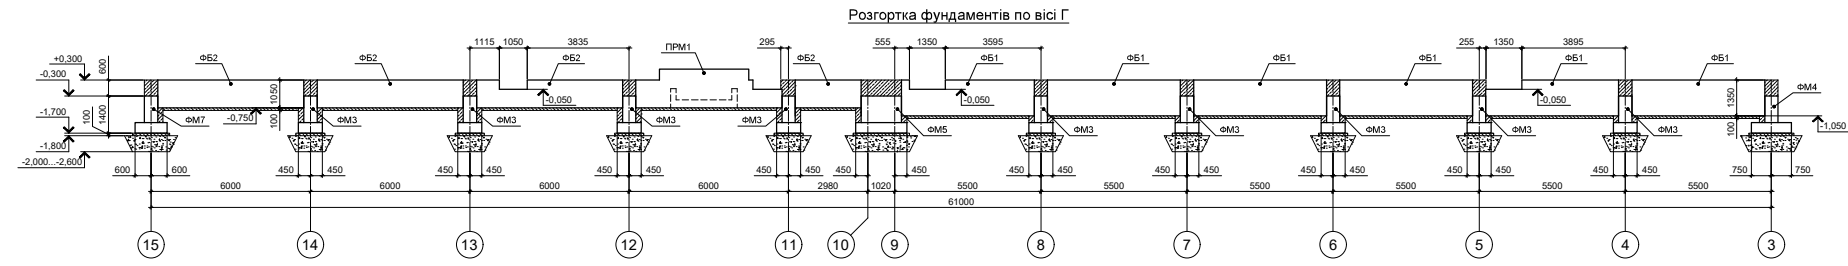 Розгортка фундаментів по вісі Г
1115 1050 3835 295 555 1350 3595 255 1350 3895
ПРМ1
+0,300 600 ФБ2 ФБ2 ФБ2 ФБ2 ФБ1 ФБ1 ФБ1 ФБ1 ФБ1 ФБ1
-0,300 1050 1350 ФМ4
-0,050 -0,050 -0,050
-1,700 100 1400 ФМ7 -0,750 100 ФМ3 ФМ3 ФМ3 ФМ3 ФМ5 ФМ3 ФМ3 ФМ3 ФМ3 ФМ3 100 -1,050
-1,800
-2,000...-2,600
600 600 450 450 450 450 450 450 450 450 450 450 450 450 450 450 450 450 450 450 450 450 750 750
6000 6000 6000 6000 2980 1020 5500 5500 5500 5500 5500 5500
61000
15 14 13 12 11 10 9 8 7 6 5 4 3